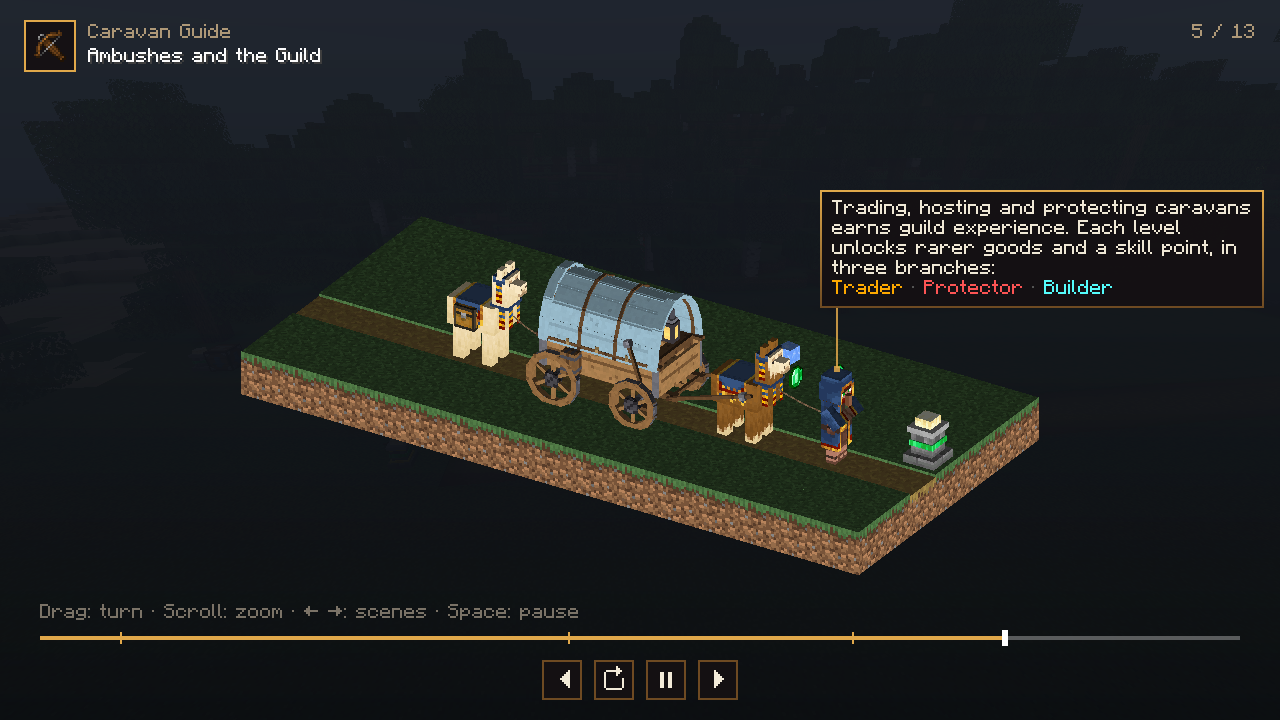 Caravan Guide
Ambushes and the Guild
5 / 13
Trading, hosting and protecting caravans
earns guild experience. Each level
unlocks rarer goods and a skill point, in
three branches:
Trader · Protector · Builder
Drag: turn · Scroll: zoom · ← →: scenes · Space: pause